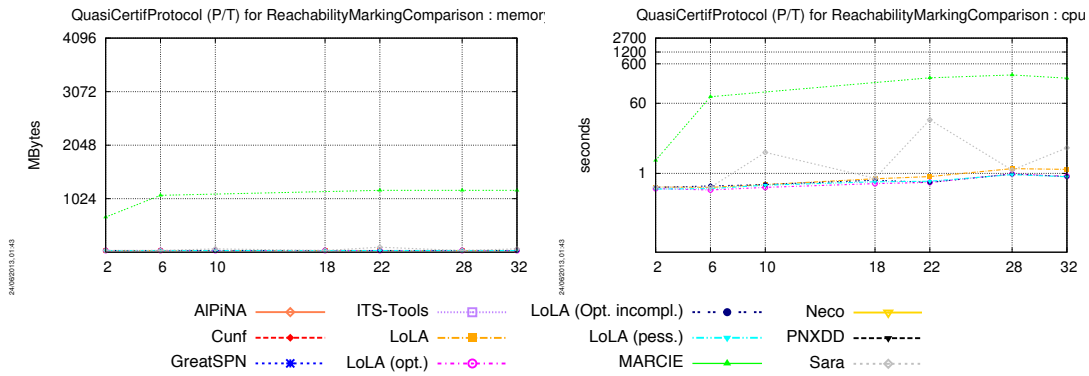 QuasiCertifProtocol (P/T) for ReachabilityMarkingComparison : memory
4096
3072
2048
1024
MBytes
2 6 10 18 22 28 32
24/06/2013, 01:43
QuasiCertifProtocol (P/T) for ReachabilityMarkingComparison : cpu
2700
1200
600
60
1
seconds
2 6 10 18 22 28 32
24/06/2013, 01:43
AlPiNA
Cunf
GreatSPN
ITS-Tools
LoLA
LoLA (opt.)
LoLA (Opt. incompl.)
LoLA (pess.)
MARCIE
Neco
PNXDD
Sara